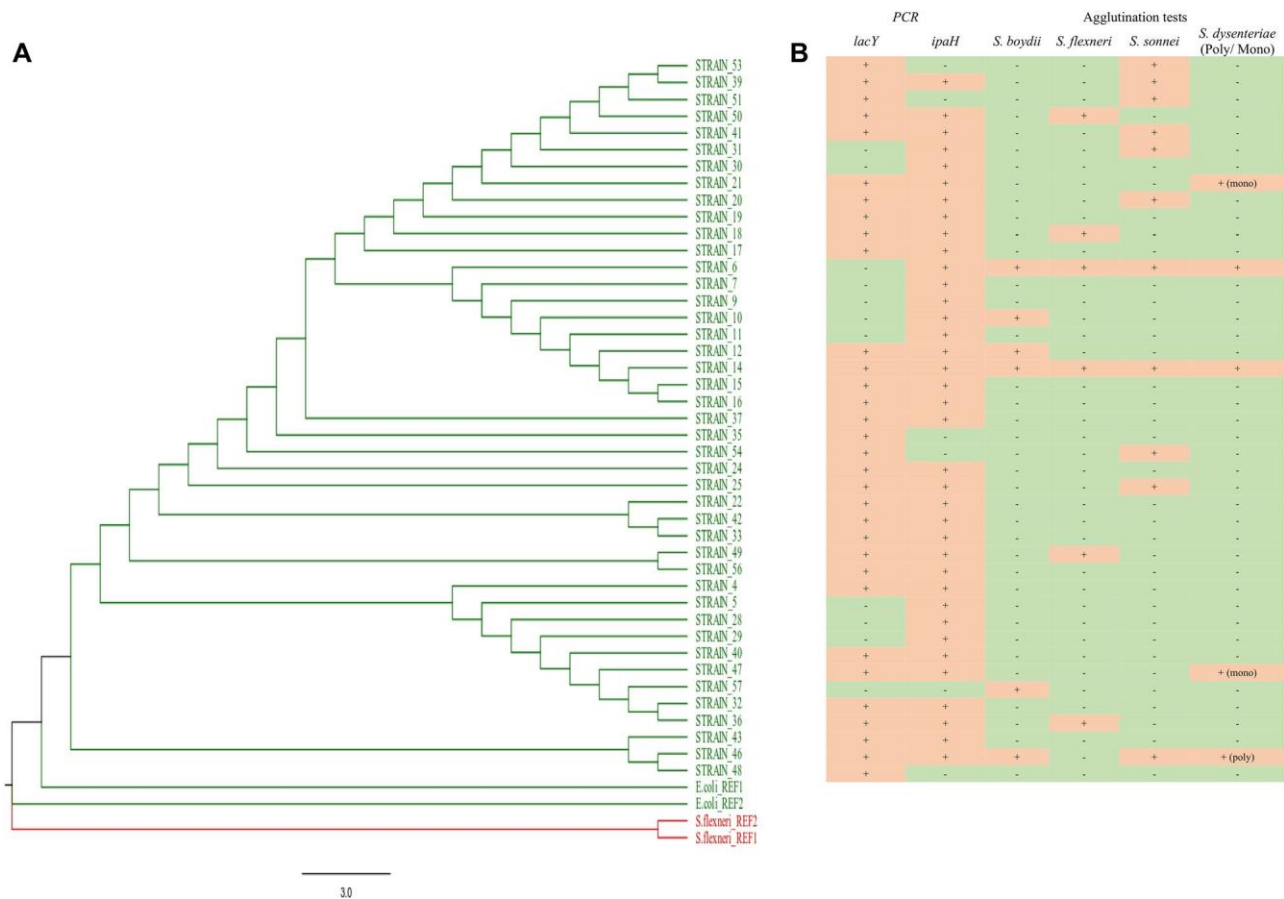 PCR Agglutination tests
A B lacY ipaH S. boydii S. flexneri S. sonnei S. dysenteriae
(Poly/ Mono)
STRAIN_53 + - - - + -
STRAIN_39 + + - - + -
STRAIN_51 + - - - + -
STRAIN_50 + + - + - -
STRAIN_41 + + - - + -
STRAIN_31 - + - - + -
STRAIN_30 - + - - - -
STRAIN_21 + + - - - + (mono)
STRAIN_20 + + - - + -
STRAIN_19 + + - - - -
STRAIN_18 + + - + - -
STRAIN_17 + + - - - -
STRAIN_6 - + + + + +
STRAIN_7 - + - - - -
STRAIN_9 - + - - - -
STRAIN_10 - + + - - -
STRAIN_11 - + - - - -
STRAIN_12 + + + - - -
STRAIN_14 + + + + + +
STRAIN_15 + + - - - -
STRAIN_16 + + - - - -
STRAIN_37 + + - - - -
STRAIN_35 + - - - - -
STRAIN_54 + - - - + -
STRAIN_24 + + - - - -
STRAIN_25 + + - - + -
STRAIN_22 + + - - - -
STRAIN_42 + + - - - -
STRAIN_33 + + - - - -
STRAIN_49 + + - + - -
STRAIN_56 + + - - - -
STRAIN_4 + + - - - -
STRAIN_5 - + - - - -
STRAIN_28 - + - - - -
STRAIN_29 - + - - - -
STRAIN_40 + + - - - -
STRAIN_47 + + - - - + (mono)
STRAIN_57 - - + - - -
STRAIN_32 + + - - - -
STRAIN_36 + + - + - -
STRAIN_43 + + - - - -
STRAIN_46 + + + - + + (poly)
STRAIN_48 + - - - - -
E.coli_REF1
E.coli_REF2
S.flexneri_REF2
S.flexneri_REF1
3.0